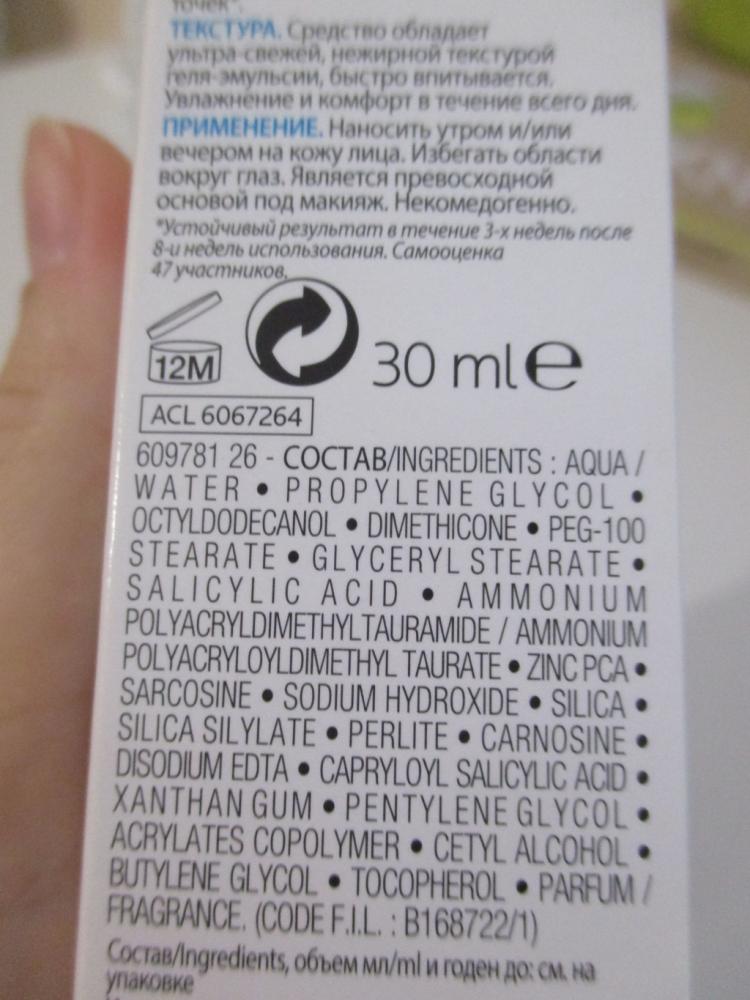 точек*.
ТЕКСТУРА. Средство обладает
ультра-свежей, нежирной текстурой
геля-эмульсии, быстро впитывается.
Увлажнение и комфорт в течение всего дня.
ПРИМЕНЕНИЕ. Наносить утром и/или
вечером на кожу лица. Избегать области
вокруг глаз. Является превосходной
основой под макияж. Некомедогенно.
*Устойчивый результат в течение 3-х недель после
8-и недель использования. Самооценка
47 участников.
12M
30 ml e
ACL 6067264
609781 26 - СОСТАВ/INGREDIENTS : AQUA /
WATER • PROPYLENE GLYCOL •
OCTYLDODECANOL • DIMETHICONE • PEG-100
STEARATE • GLYCERYL STEARATE •
SALICYLIC ACID • AMMONIUM
POLYACRYLDIMETHYLTAURAMIDE / AMMONIUM
POLYACRYLOYLDIMETHYL TAURATE • ZINC PCA •
SARCOSINE • SODIUM HYDROXIDE • SILICA •
SILICA SILYLATE • PERLITE • CARNOSINE •
DISODIUM EDTA • CAPRYLOYL SALICYLIC ACID •
XANTHAN GUM • PENTYLENE GLYCOL •
ACRYLATES COPOLYMER • CETYL ALCOHOL •
BUTYLENE GLYCOL • TOCOPHEROL • PARFUM /
FRAGRANCE. (CODE F.I.L. : B168722/1)
Состав/Ingredients, объем мл/ml и годен до: см. на
упаковке